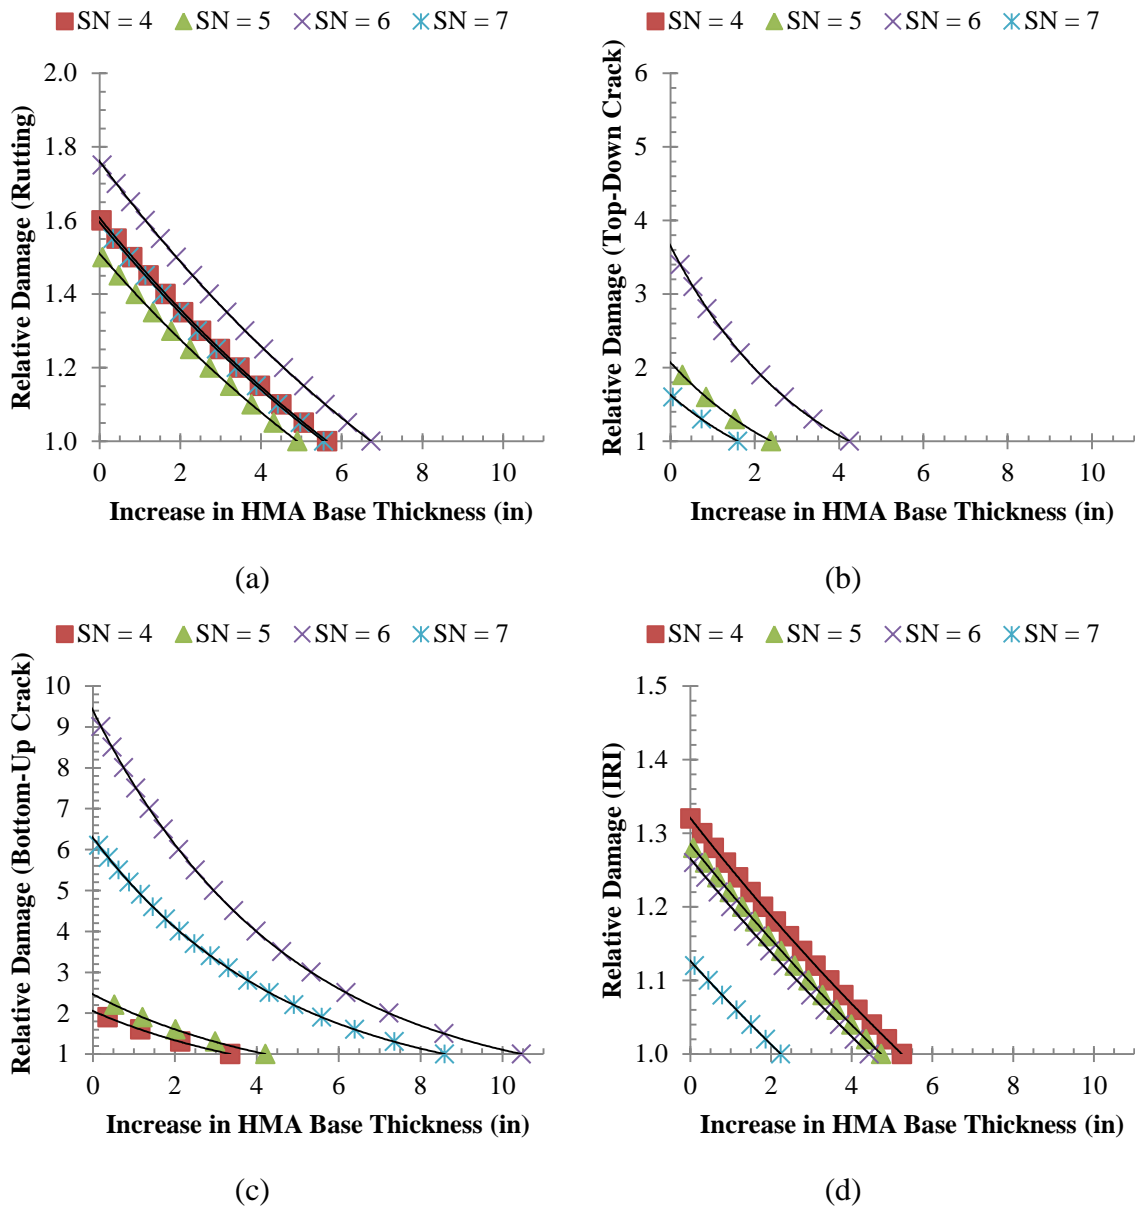 SN = 4 SN = 5 SN = 6 SN = 7
Relative Damage (Rutting)
2.0
1.8
1.6
1.4
1.2
1.0
0 2 4 6 8 10
Increase in HMA Base Thickness (in)
(a)
SN = 4 SN = 5 SN = 6 SN = 7
Relative Damage (Top-Down Crack)
6
5
4
3
2
1
0 2 4 6 8 10
Increase in HMA Base Thickness (in)
(b)
SN = 4 SN = 5 SN = 6 SN = 7
Relative Damage (Bottom-Up Crack)
10
9
8
7
6
5
4
3
2
1
0 2 4 6 8 10
Increase in HMA Base Thickness (in)
(c)
SN = 4 SN = 5 SN = 6 SN = 7
Relative Damage (IRI)
1.5
1.4
1.3
1.2
1.1
1.0
0 2 4 6 8 10
Increase in HMA Base Thickness (in)
(d)